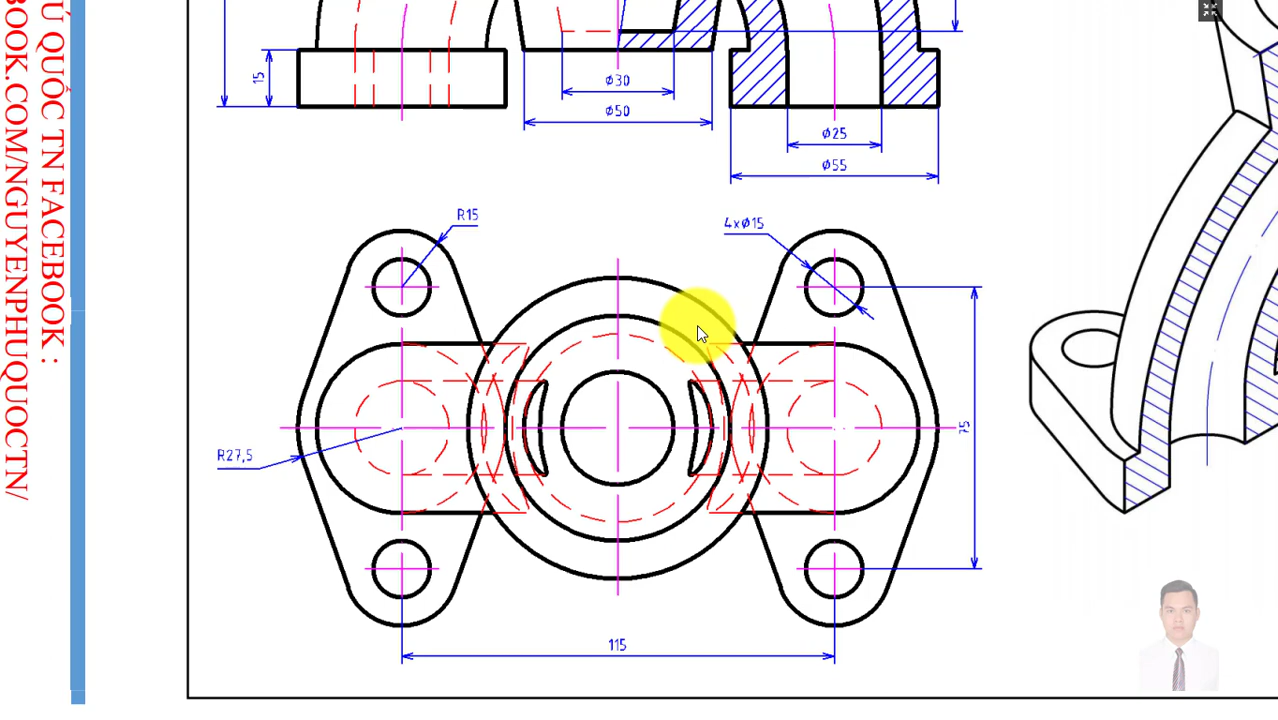 Ú QUỐC TN FACEBOOK :
BOOK.COM/NGUYENPHUQUOCTN/
15
Ø30
Ø50
Ø25
Ø55
R15
4xØ15
R27,5
75
115